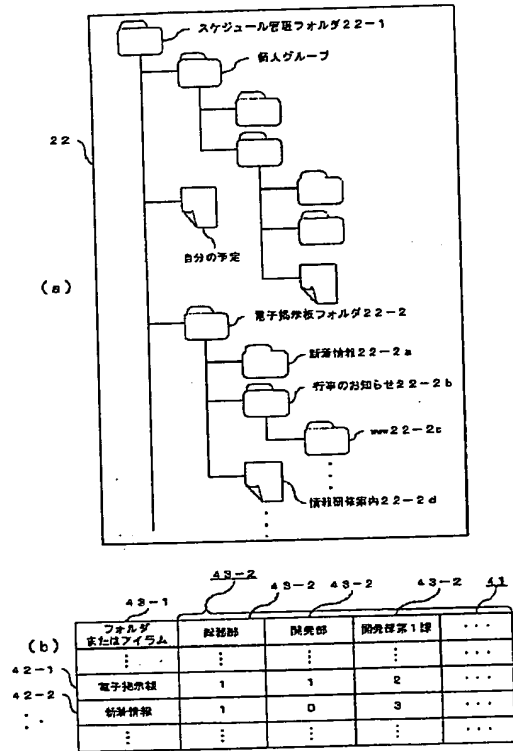 スケジュール管理フォルダ22-1
個人グループ
22
自分の予定
(a)
電子掲示板フォルダ22-2
新着情報22-2a
行事のお知らせ22-2b
www22-2c
情報研修案内22-2d
43-2
43-1 43-2 43-2 43-2 41
(b)
フォルダ
またはアイテム 総務部 開発部 開発部第1課 ...
42-1
電子掲示板 1 1 2 ...
42-2
新着情報 1 0 3 ...